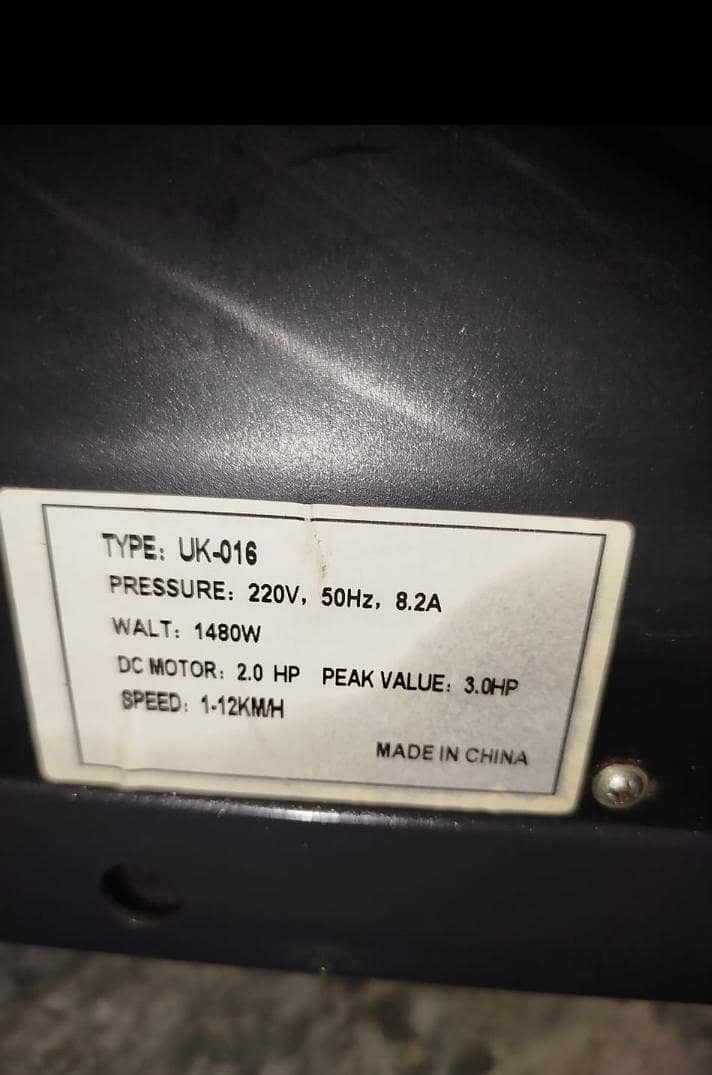 TYPE: UK-016
PRESSURE: 220V, 50Hz, 8.2A
WALT: 1480W
DC MOTOR: 2.0 HP PEAK VALUE: 3.0HP
SPEED: 1-12KM/H
MADE IN CHINA